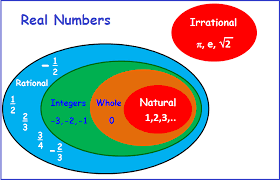 Real Numbers
Irrational
π, e, √2
Rational
-1/2
1/2
2/3
3/4
-2/3
Integers
-3, -2, -1
Whole
0
Natural
1,2,3,..